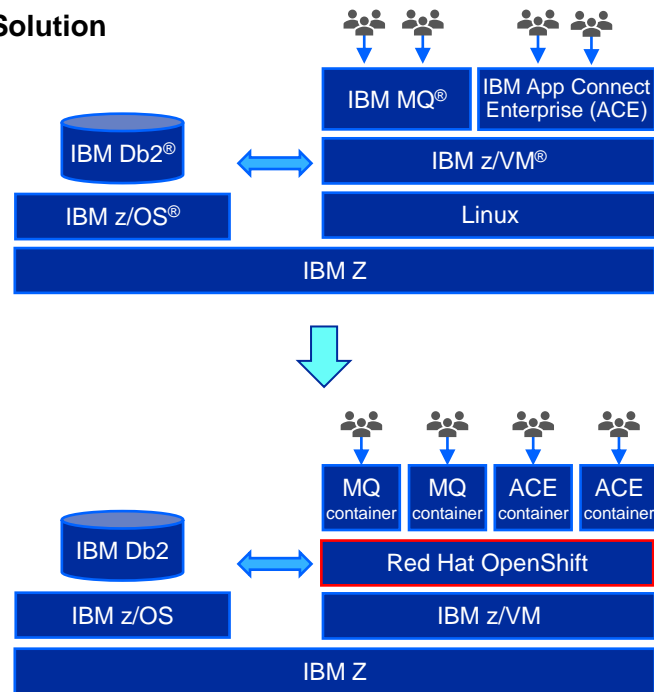 Solution
IBM MQ®
IBM App Connect
Enterprise (ACE)
IBM Db2®
IBM z/VM®
IBM z/OS®
Linux
IBM Z
MQ
container
MQ
container
ACE
container
ACE
container
IBM Db2
Red Hat OpenShift
IBM z/OS
IBM z/VM
IBM Z